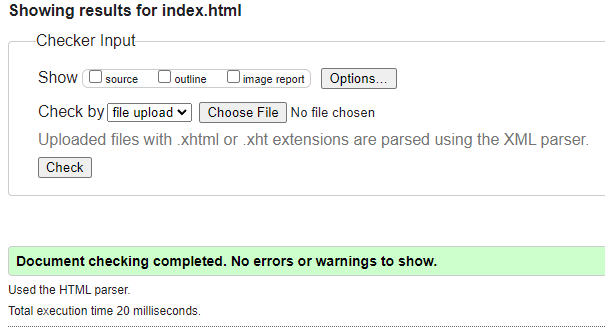 Showing results for index.html
Checker Input
Show source outline image report Options...
Check by file upload Choose File No file chosen
Uploaded files with .xhtml or .xht extensions are parsed using the XML parser.
Check
Document checking completed. No errors or warnings to show.
Used the HTML parser.
Total execution time 20 milliseconds.